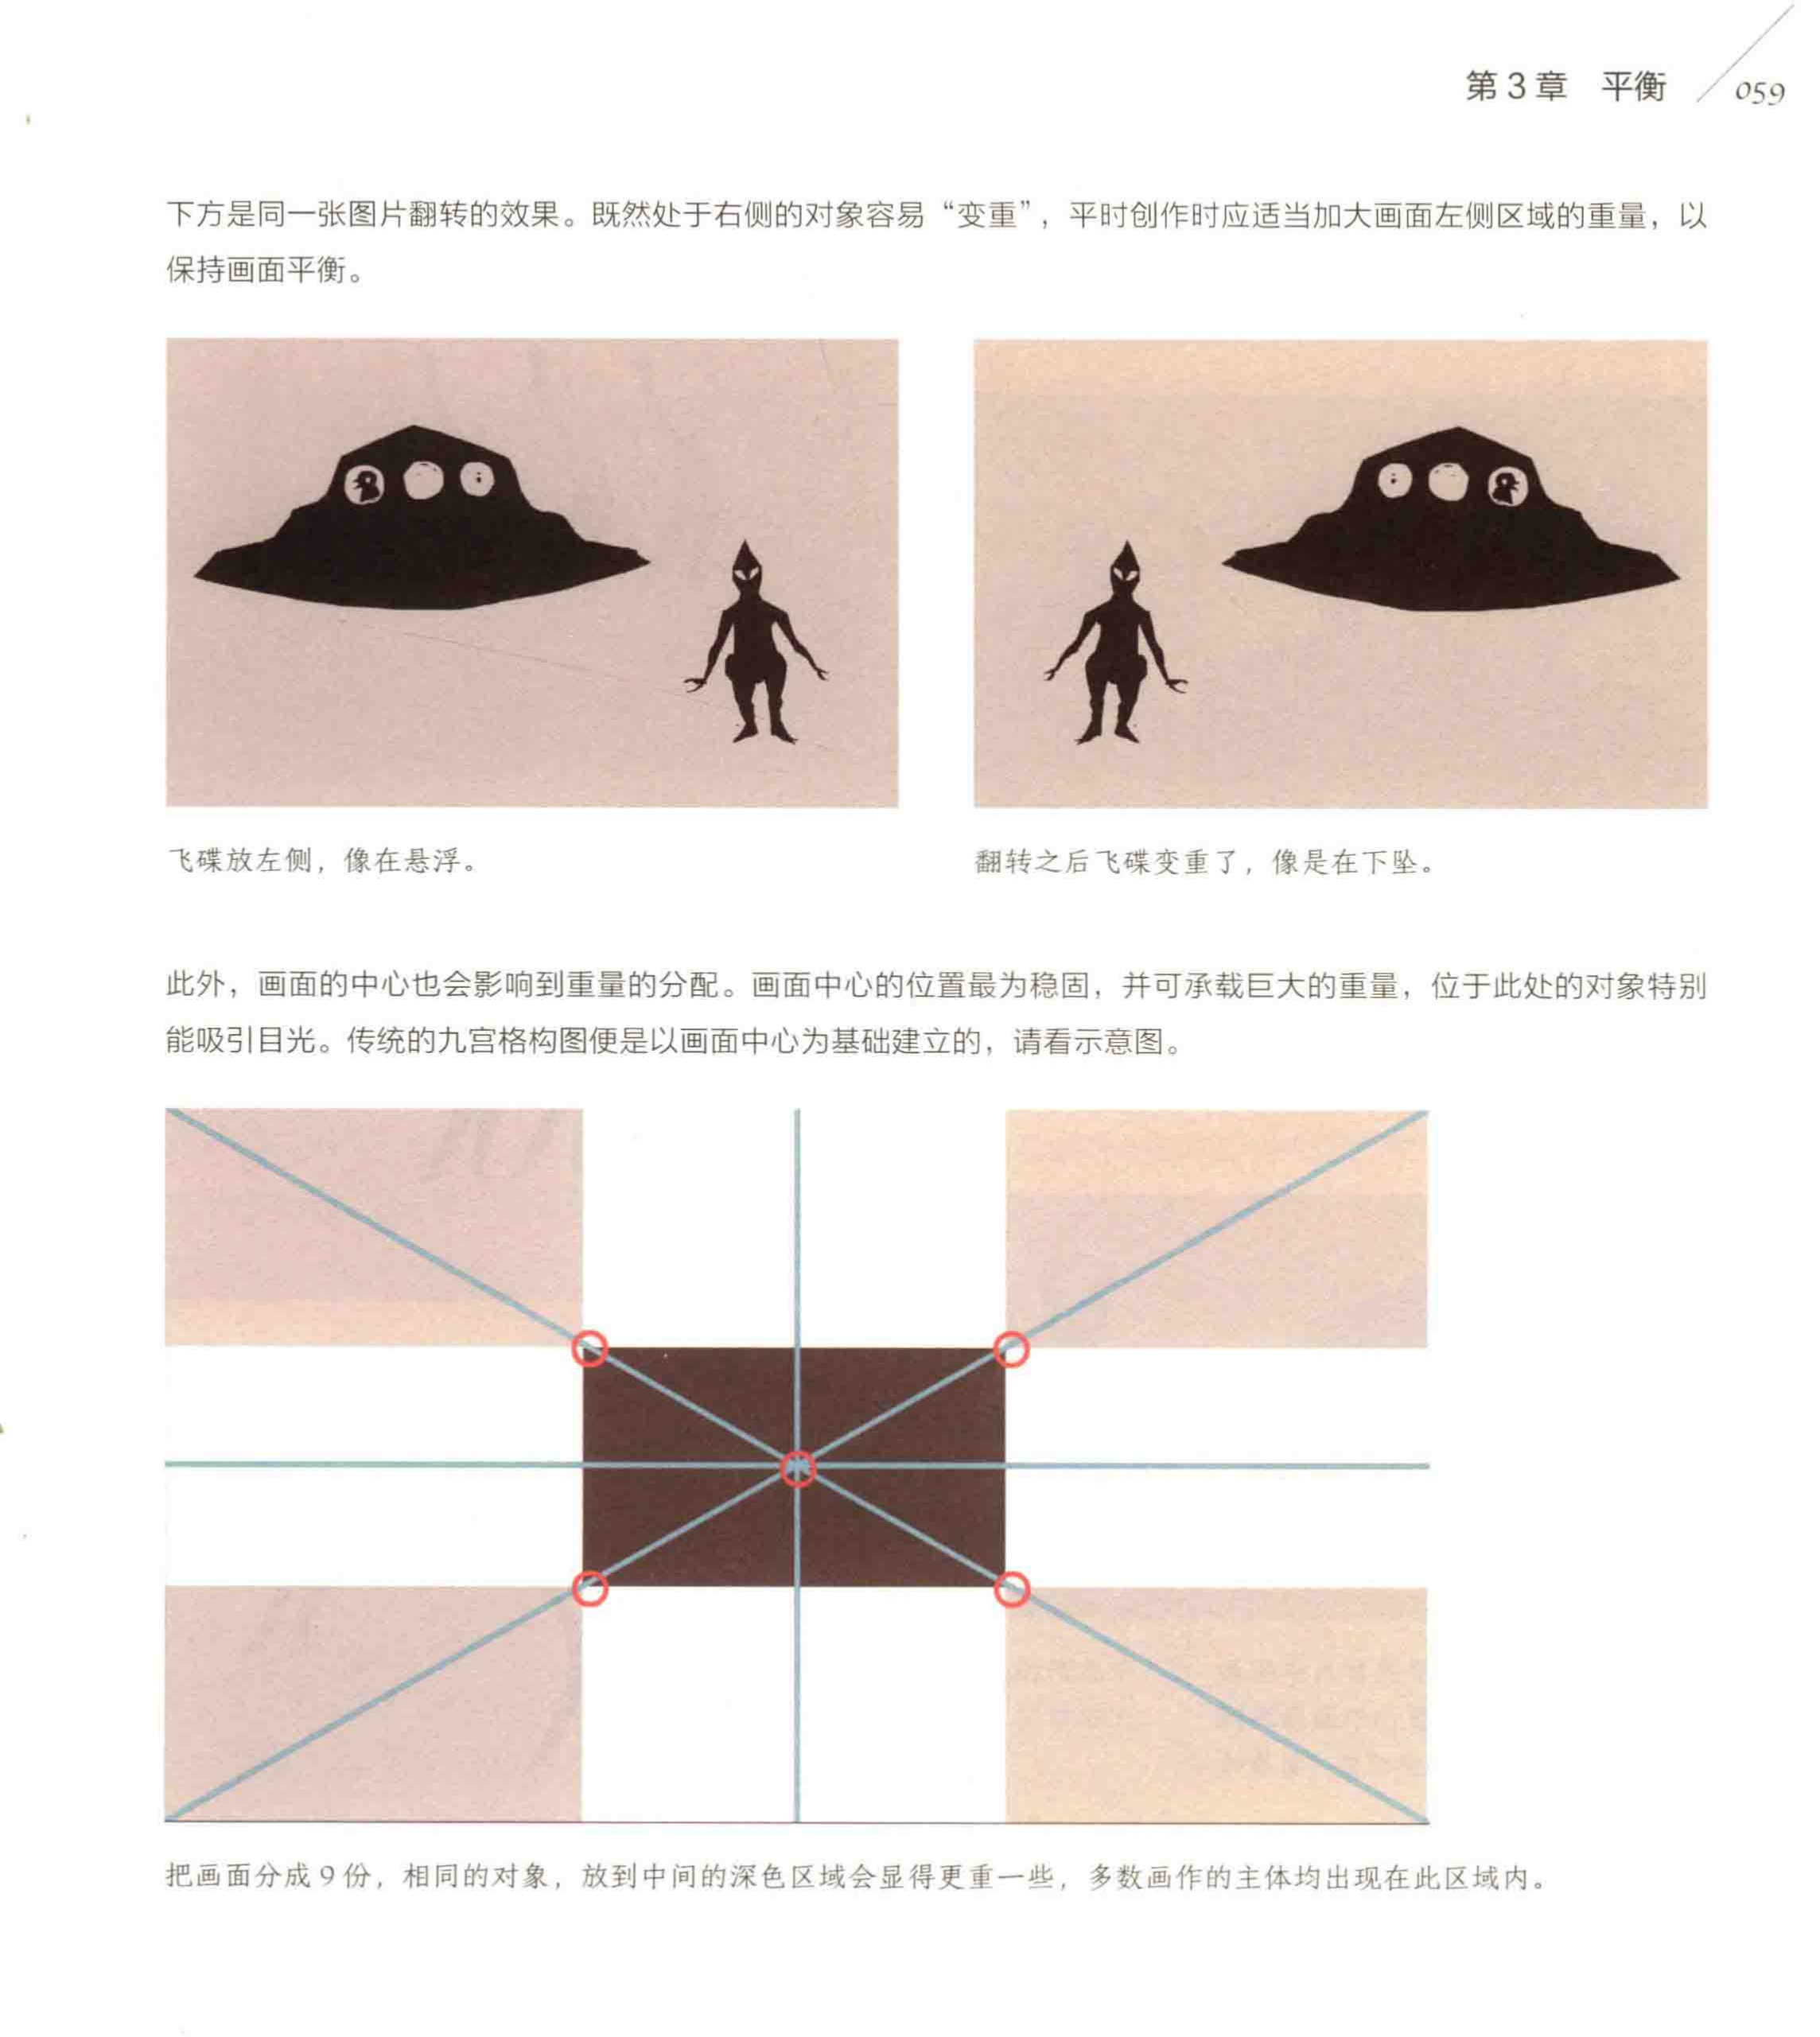 第3章 平衡 059
下方是同一张图片翻转的效果。既然处于右侧的对象容易“变重”，平时创作时应适当加大画面左侧区域的重量，以
保持画面平衡。
飞碟放左侧，像在悬浮。
翻转之后飞碟变重了，像是在下坠。
此外，画面的中心也会影响到重量的分配。画面中心的位置最为稳固，并可承载巨大的重量，位于此处的对象特别
能吸引目光。传统的九宫格构图便是以画面中心为基础建立的，请看示意图。
把画面分成9份，相同的对象，放到中间的深色区域会显得更重一些，多数画作的主体均出现在此区域内。